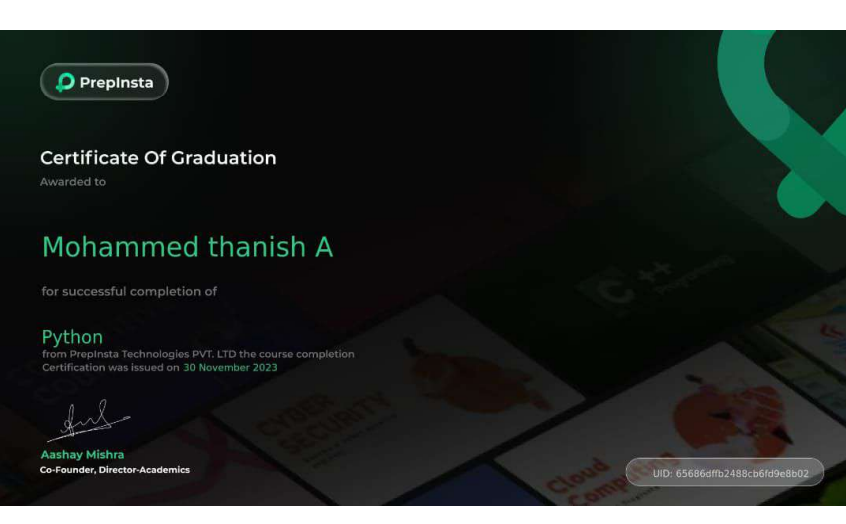 PrepInsta
Certificate Of Graduation
Awarded to
Mohammed thanish A
for successful completion of
Python
from PrepInsta Technologies PVT. LTD the course completion
Certification was issued on 30 November 2023
Aashay Mishra
Co-Founder, Director-Academics
C++
Programming
CYBER
SECURITY
Cloud
Computing
UID: 65686dffb2488cb6fd9e8b02